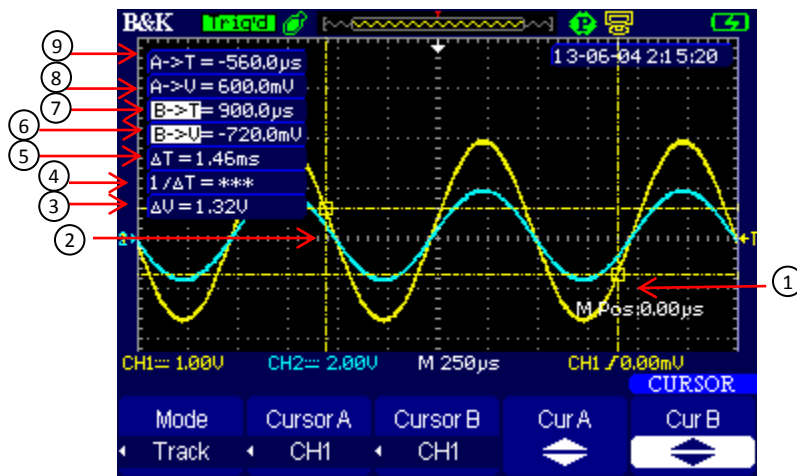 B&K Trig'd P
13-06-04 2:15:20
9
8
7
6
5
4
3
2
1
A->T = -560.0µs
A->V = 600.0mV
B->T = 900.0µs
B->V = -720.0mV
ΔT = 1.46ms
1/ΔT = ***
ΔV = 1.32V
T
M Pos:0.00µs
CH1 1.00V CH2 2.00V M 250µs CH1 0.00mV
CURSOR
Mode Cursor A Cursor B Cur A Cur B
Track CH1 CH1